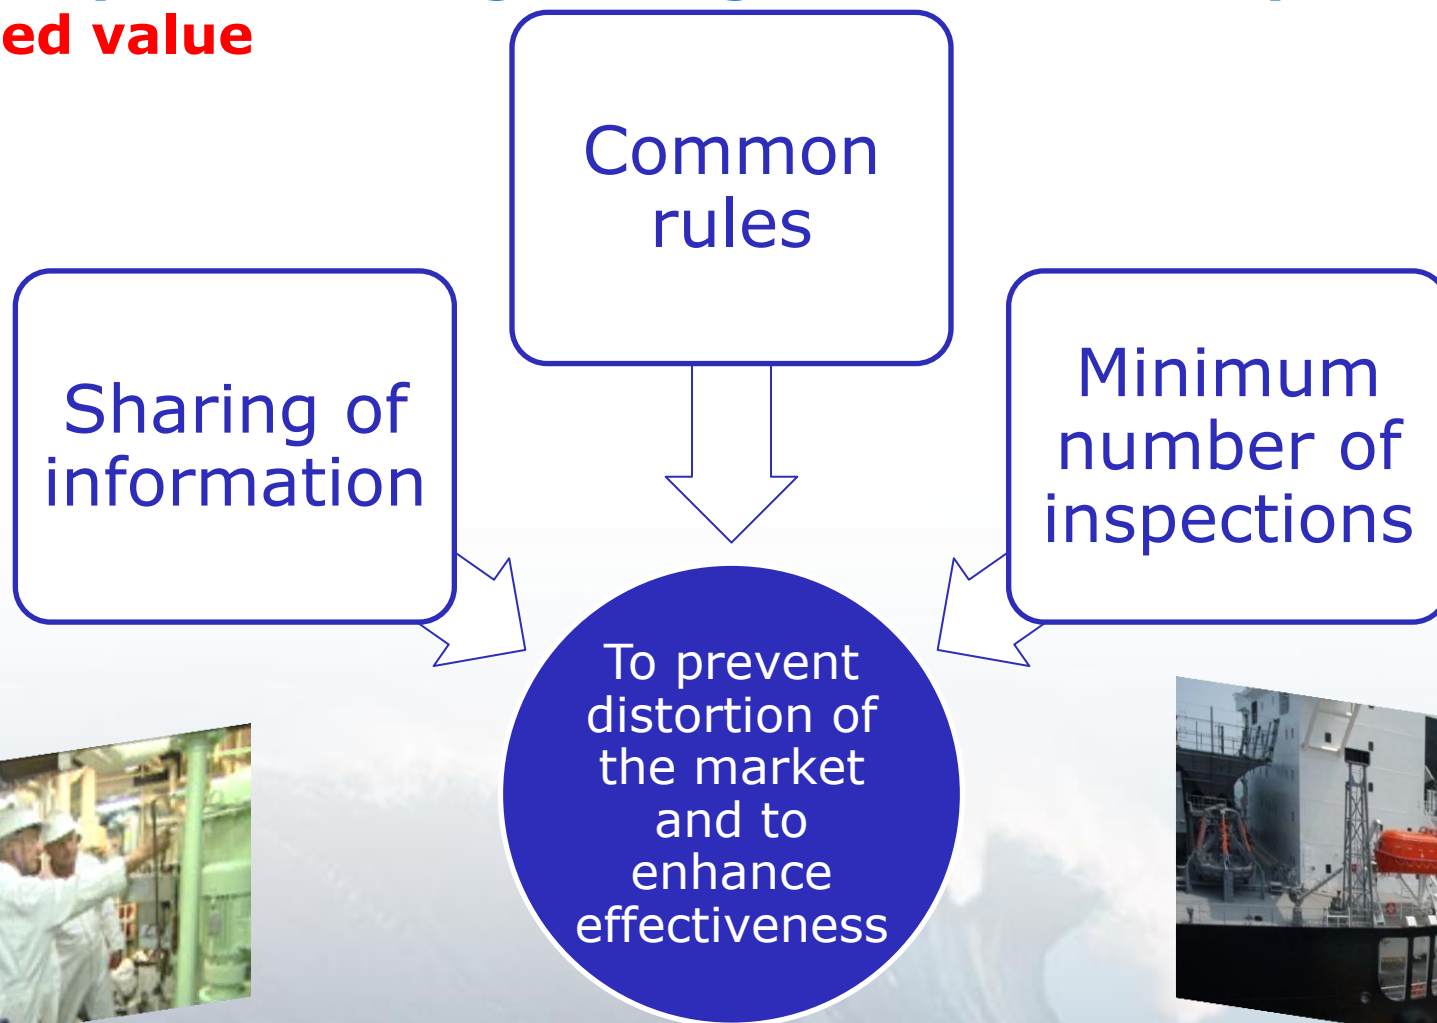 ed value
Common
rules
Sharing of
information
Minimum
number of
inspections
To prevent
distortion of
the market
and to
enhance
effectiveness